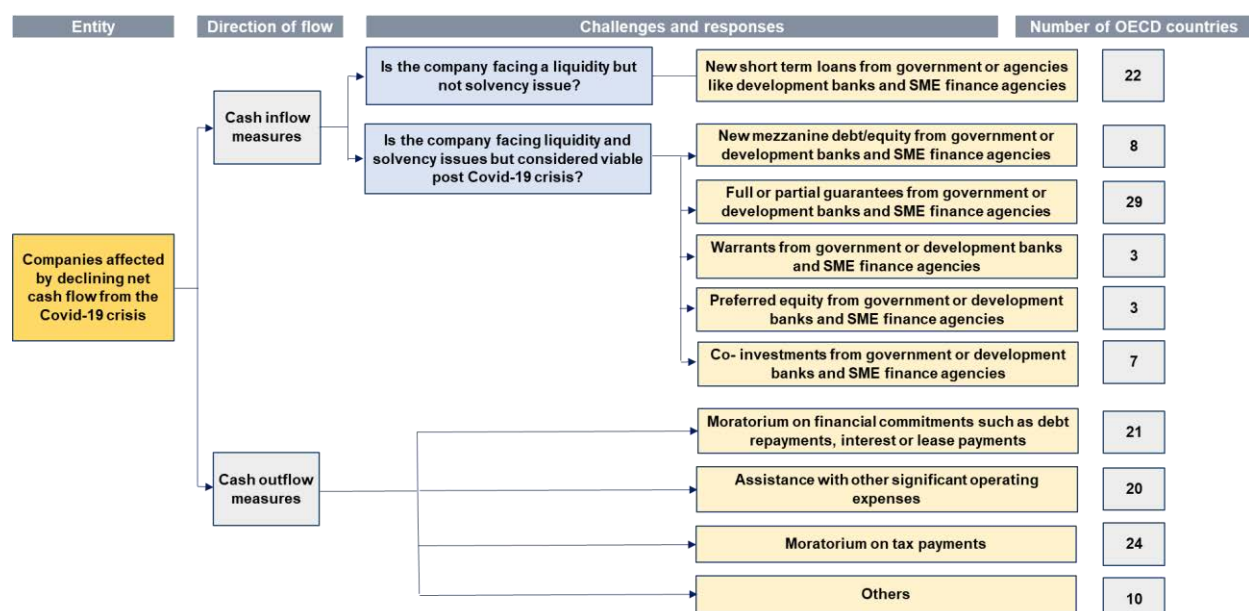 Entity
Direction of flow
Challenges and responses
Number of OECD countries
Is the company facing a liquidity but
not solvency issue?
New short term loans from government or agencies
like development banks and SME finance agencies
22
Cash inflow
measures
Is the company facing liquidity and
solvency issues but considered viable
post Covid-19 crisis?
New mezzanine debt/equity from government or
development banks and SME finance agencies
8
Full or partial guarantees from government or
development banks and SME finance agencies
29
Companies affected
by declining net
cash flow from the
Covid-19 crisis
Warrants from government or development banks
and SME finance agencies
3
Preferred equity from government or development
banks and SME finance agencies
3
Co- investments from government or development
banks and SME finance agencies
7
Cash outflow
measures
Moratorium on financial commitments such as debt
repayments, interest or lease payments
21
Assistance with other significant operating
expenses
20
Moratorium on tax payments
24
Others
10